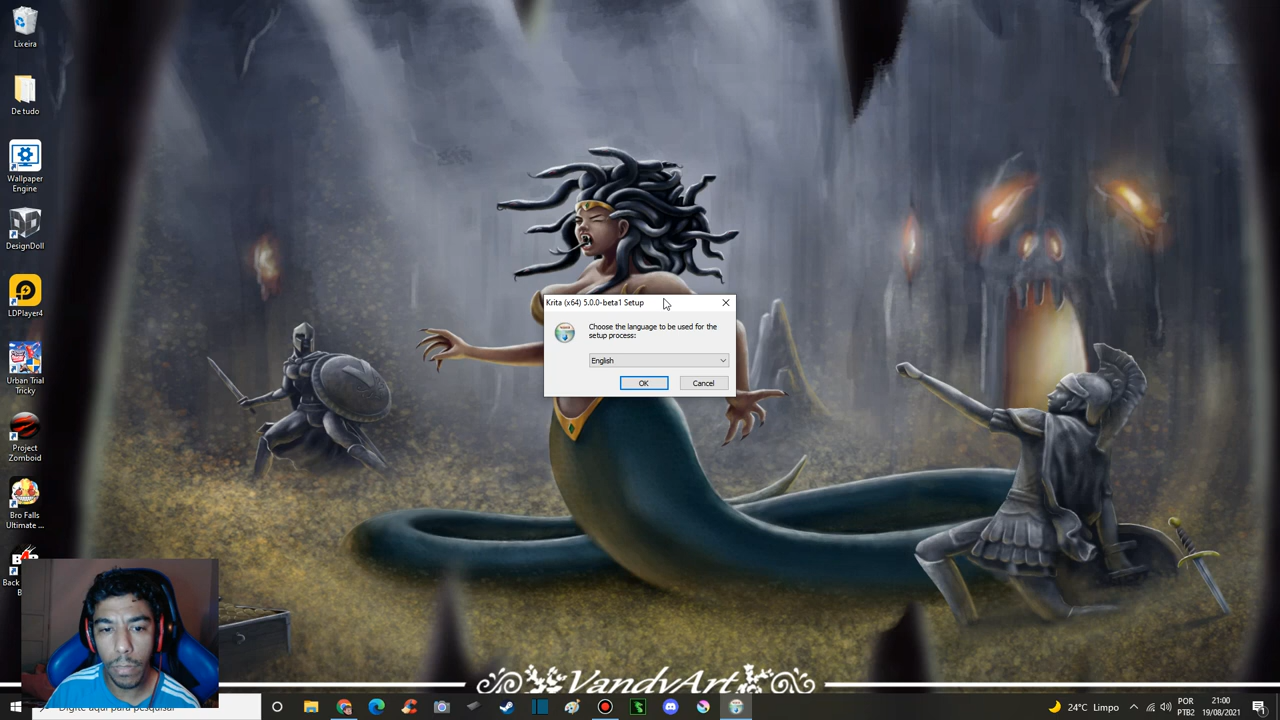 Lixeira
De tudo
Wallpaper
Engine
DesignDoll
LDPlayer4
Urban Trial
Tricky
Project
Zomboid
Bro Falls
Ultimate ...
Back
Krita (x64) 5.0.0-beta1 Setup
Choose the language to be used for the
setup process:
English
OK
Cancel
VandyArt
Digite aqui para pesquisar
24°C Limpo
POR
PTB2
21:00
19/08/2021